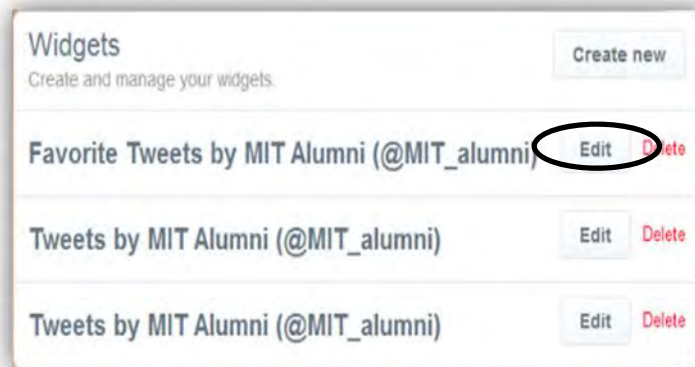 Widgets
Create new
Create and manage your widgets.
Favorite Tweets by MIT Alumni (@MIT_alumni) Edit Delete
Tweets by MIT Alumni (@MIT_alumni) Edit Delete
Tweets by MIT Alumni (@MIT_alumni) Edit Delete